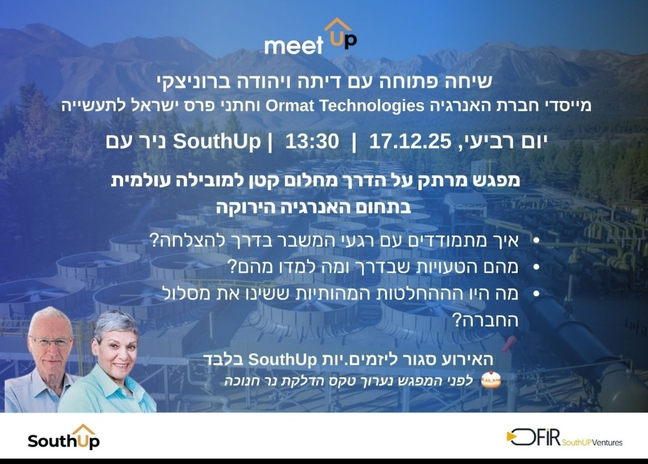 meet Up
שיחה פתוחה עם דיתה ויהודה ברוניצקי
מייסדי חברת האנרגיה Ormat Technologies וחתני פרס ישראל לתעשייה
יום רביעי, 17.12.25 | 13:30 | SouthUp ניר עם
מפגש מרתק על הדרך מחלום קטן למובילה עולמית
בתחום האנרגיה הירוקה
• איך מתמודדים עם רגעי המשבר בדרך להצלחה?
• מהם הטעויות שבדרך ומה למדו מהם?
• מה היו ההההחלטות המהותיות ששינו את מסלול
החברה?
האירוע סגור ליזמים.יות SouthUp בלבד
לפני המפגש נערוך טקס הדלקת נר חנוכה
SouthUp
OFIR SouthUPVentures